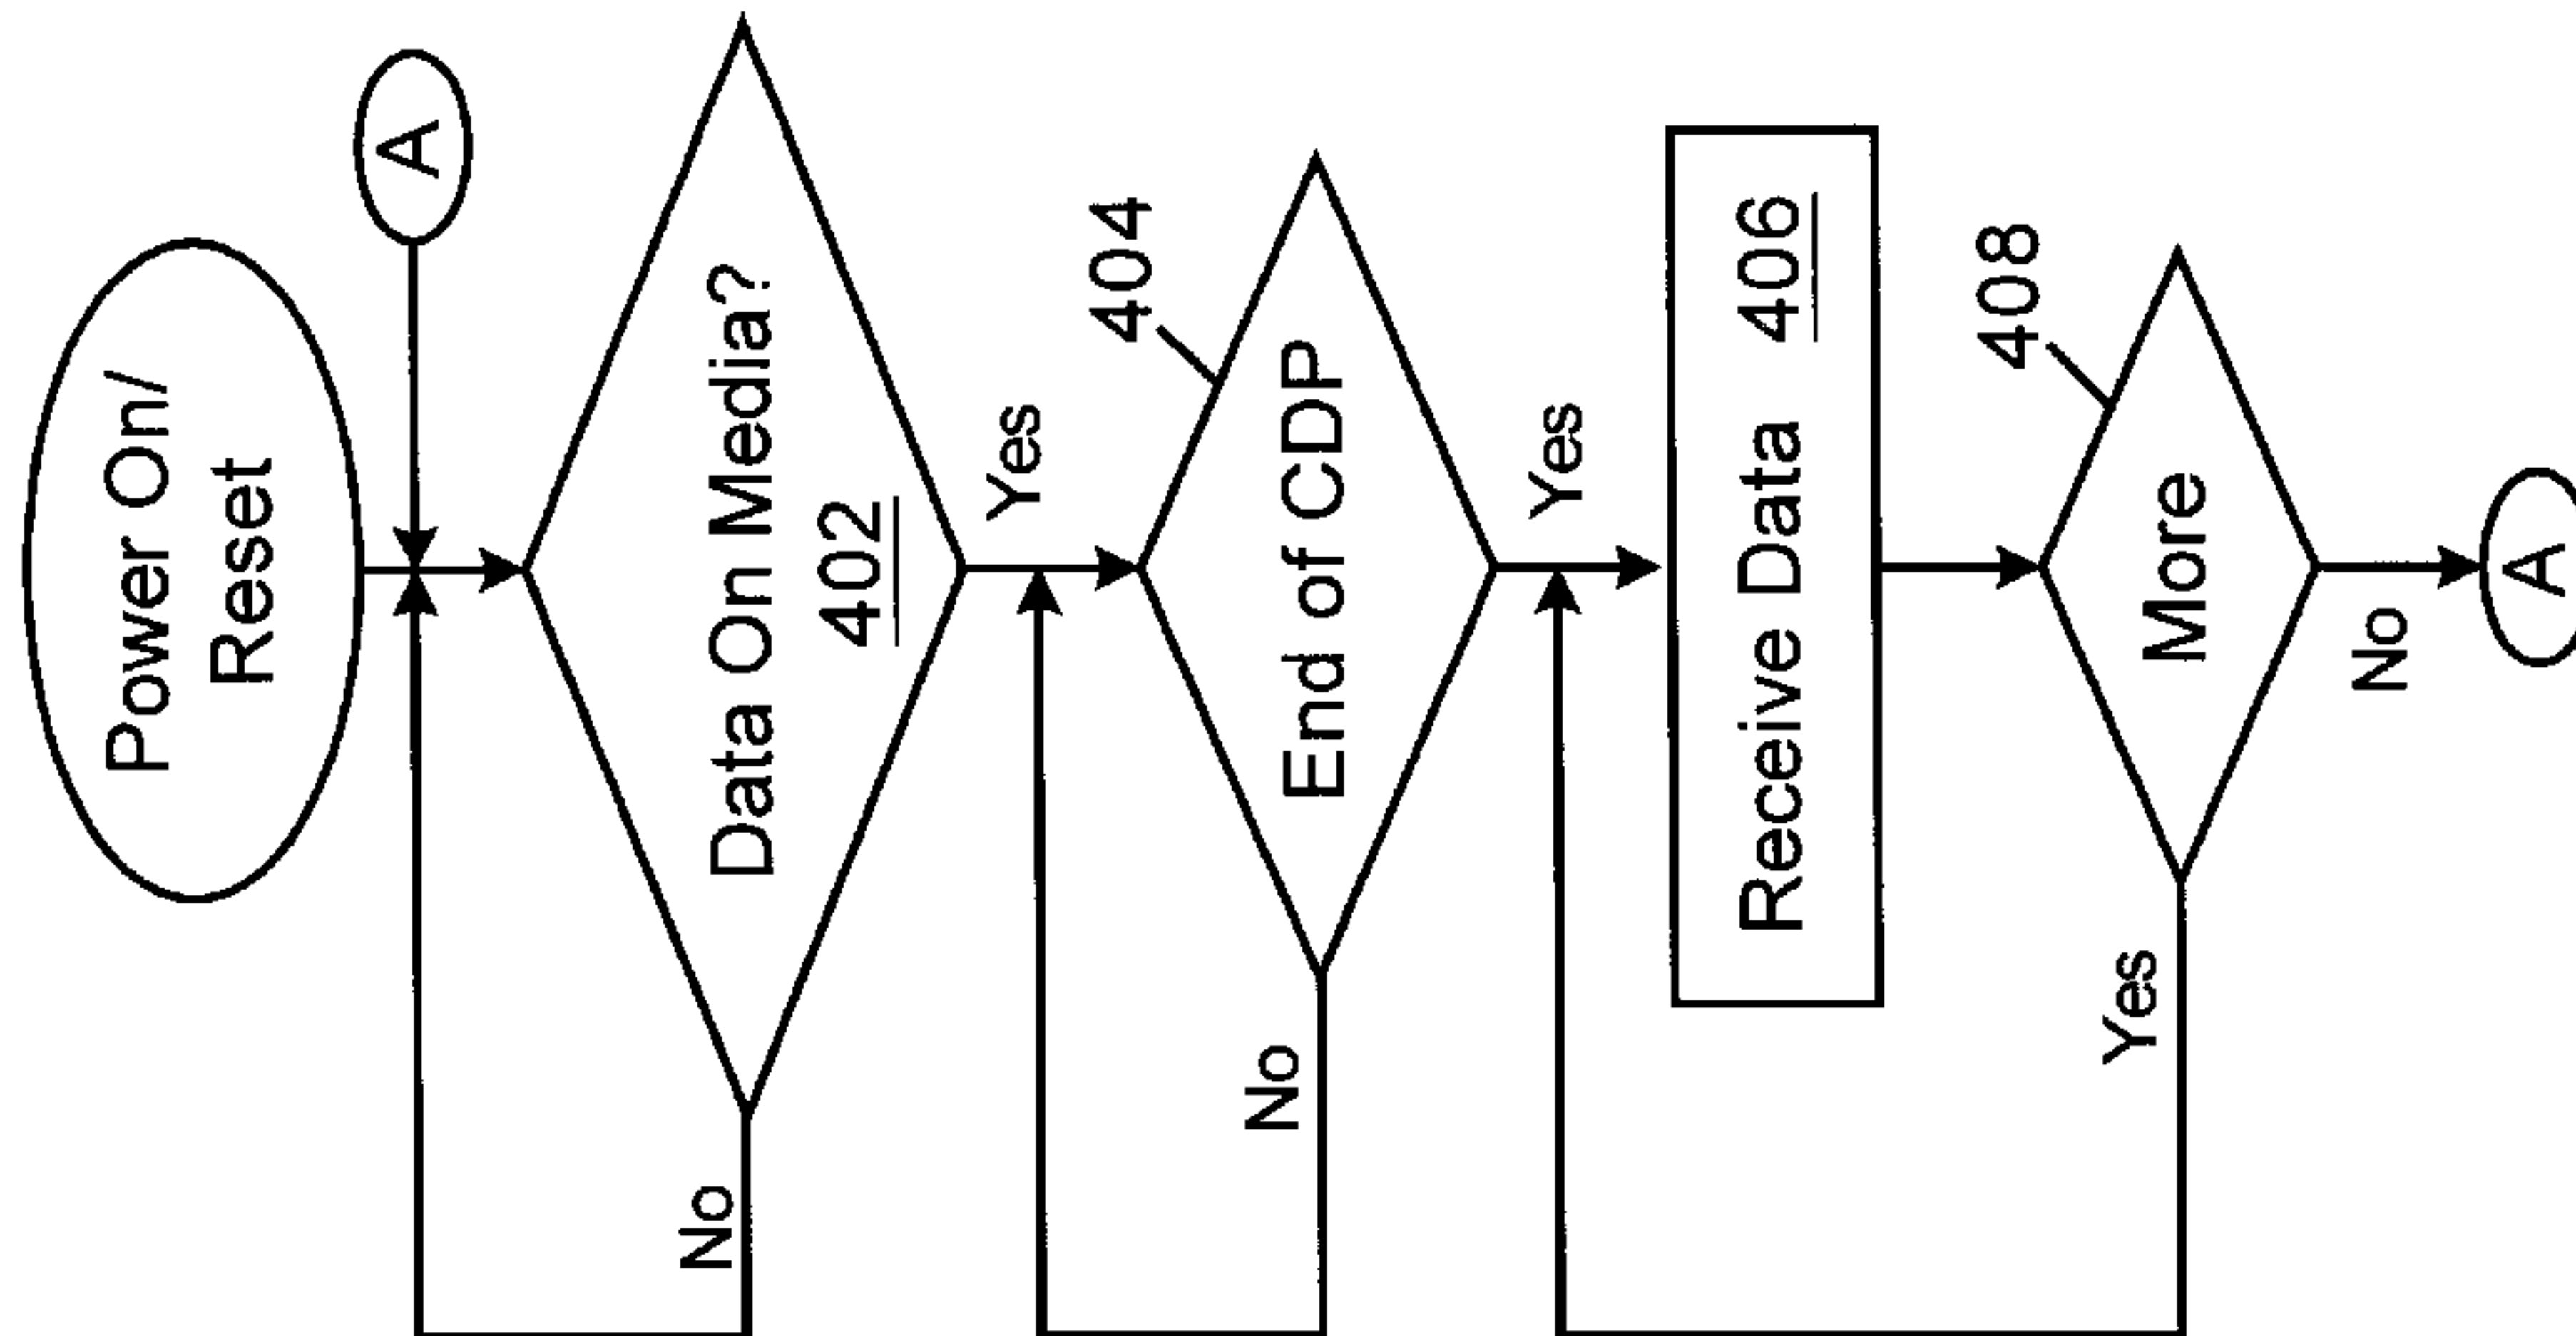 Power On/
Reset
A
Data On Media?
402
No
Yes
404
End of CDP
No
Yes
Receive Data 406
408
More
Yes
No
A